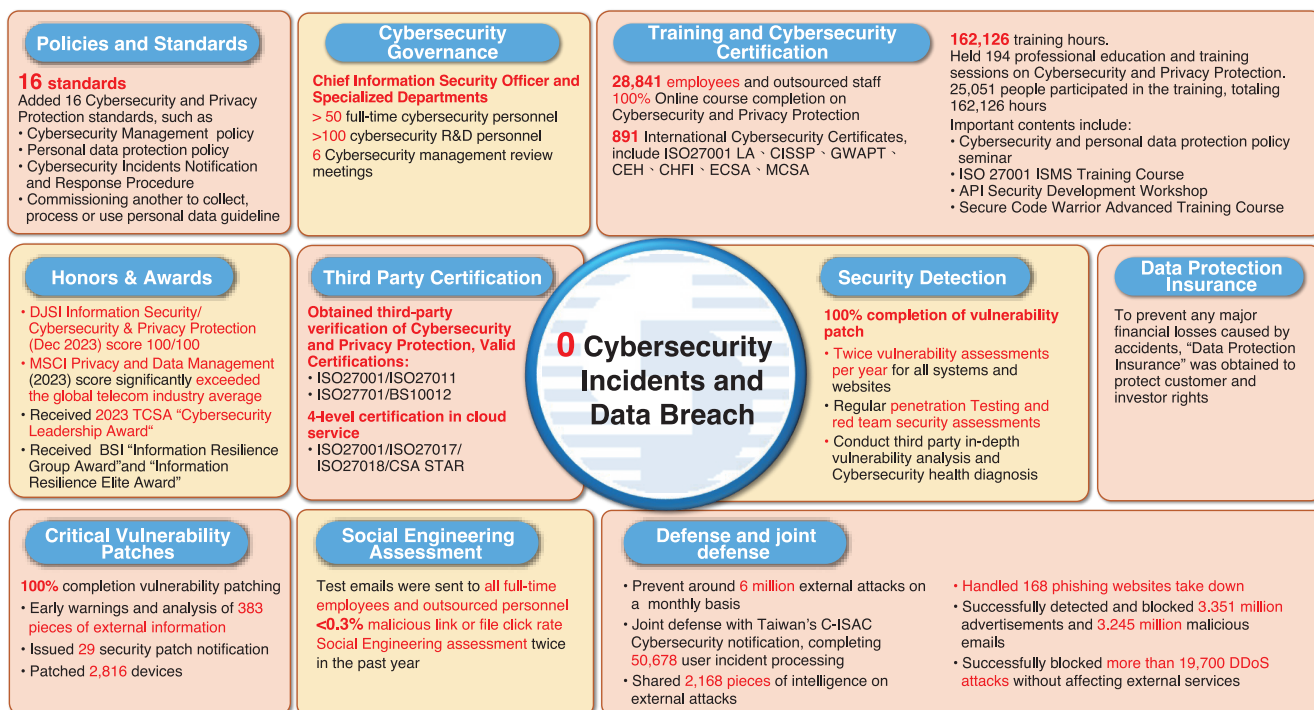 Policies and Standards
16 standards
Added 16 Cybersecurity and Privacy
Protection standards, such as
• Cybersecurity Management policy
• Personal data protection policy
• Cybersecurity Incidents Notification
and Response Procedure
• Commissioning another to collect,
process or use personal data guideline
Cybersecurity
Governance
Chief Information Security Officer and
Specialized Departments
> 50 full-time cybersecurity personnel
>100 cybersecurity R&D personnel
6 Cybersecurity management review
meetings
Training and Cybersecurity
Certification
28,841 employees and outsourced staff
100% Online course completion on
Cybersecurity and Privacy Protection
891 International Cybersecurity Certificates,
include ISO27001 LA、CISSP、GWAPT、
CEH、CHFI、ECSA、MCSA
162,126 training hours.
Held 194 professional education and training
sessions on Cybersecurity and Privacy Protection.
25,051 people participated in the training, totaling
162,126 hours
Important contents include:
• Cybersecurity and personal data protection policy
seminar
• ISO 27001 ISMS Training Course
• API Security Development Workshop
• Secure Code Warrior Advanced Training Course
Honors & Awards
• DJSI Information Security/
Cybersecurity & Privacy Protection
(Dec 2023) score 100/100
• MSCI Privacy and Data Management
(2023) score significantly exceeded
the global telecom industry average
• Received 2023 TCSA “Cybersecurity
Leadership Award“
• Received BSI “Information Resilience
Group Award”and “Information
Resilience Elite Award”
Third Party Certification
Obtained third-party
verification of Cybersecurity
and Privacy Protection, Valid
Certifications:
• ISO27001/ISO27011
• ISO27701/BS10012
4-level certification in cloud
service
• ISO27001/ISO27017/
ISO27018/CSA STAR
0 Cybersecurity
Incidents and
Data Breach
Security Detection
100% completion of vulnerability
patch
• Twice vulnerability assessments
per year for all systems and
websites
• Regular penetration Testing and
red team security assessments
• Conduct third party in-depth
vulnerability analysis and
Cybersecurity health diagnosis
Data Protection
Insurance
To prevent any major
financial losses caused by
accidents, “Data Protection
Insurance” was obtained to
protect customer and
investor rights
Critical Vulnerability
Patches
100% completion vulnerability patching
• Early warnings and analysis of 383
pieces of external information
• Issued 29 security patch notification
• Patched 2,816 devices
Social Engineering
Assessment
Test emails were sent to all full-time
employees and outsourced personnel
<0.3% malicious link or file click rate
Social Engineering assessment twice
in the past year
Defense and joint
defense
• Prevent around 6 million external attacks on
a monthly basis
• Joint defense with Taiwan’s C-ISAC
Cybersecurity notification, completing
50,678 user incident processing
• Shared 2,168 pieces of intelligence on
external attacks
• Handled 168 phishing websites take down
• Successfully detected and blocked 3.351 million
advertisements and 3.245 million malicious
emails
• Successfully blocked more than 19,700 DDoS
attacks without affecting external services